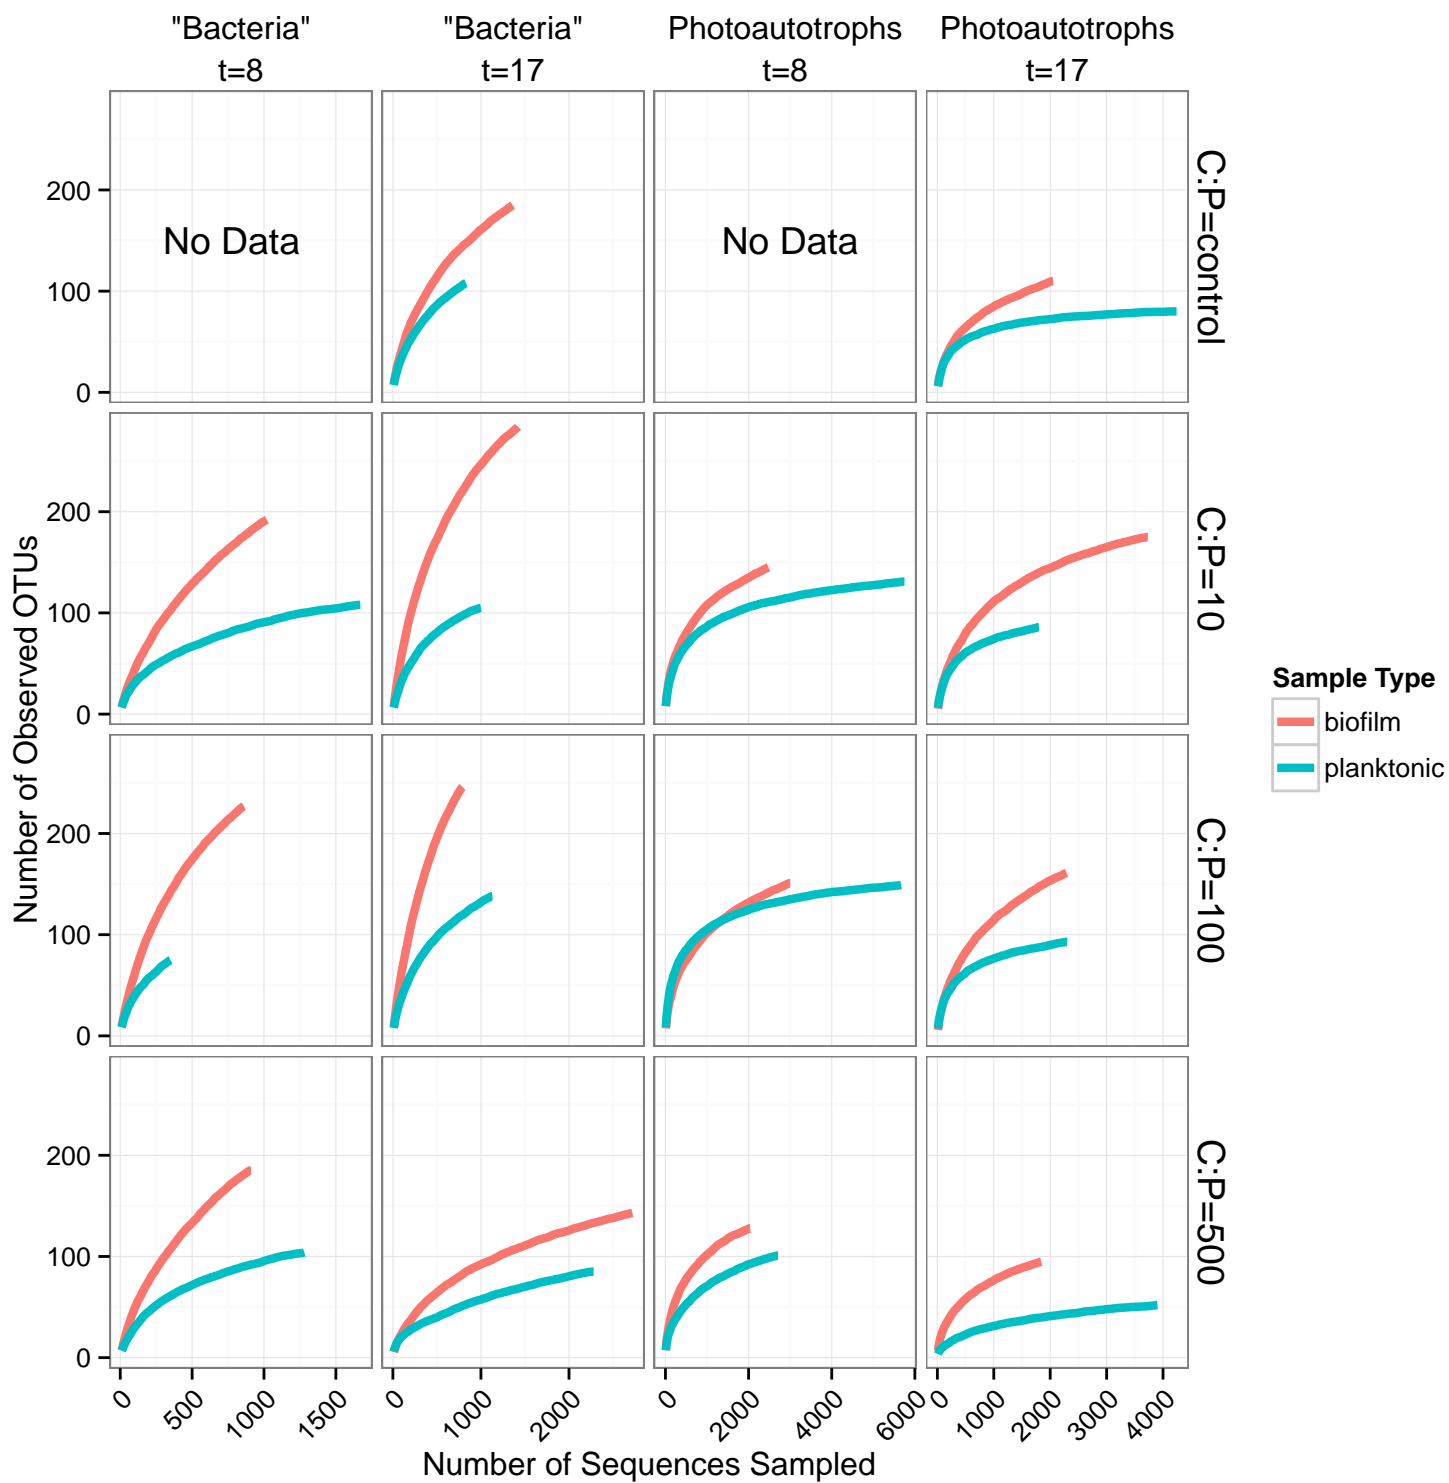 "Bacteria" "Bacteria" Photoautotrophs Photoautotrophs
t=8 t=17 t=8 t=17
C:P=control
200
100
0
No Data
No Data
C:P=10
200
100
0
C:P=100
200
100
0
C:P=500
200
100
0
0 500 1000 1500
0 1000 2000
0 2000 4000 6000
0 1000 2000 3000 4000
Number of Observed OTUs
Number of Sequences Sampled
Sample Type
biofilm
planktonic